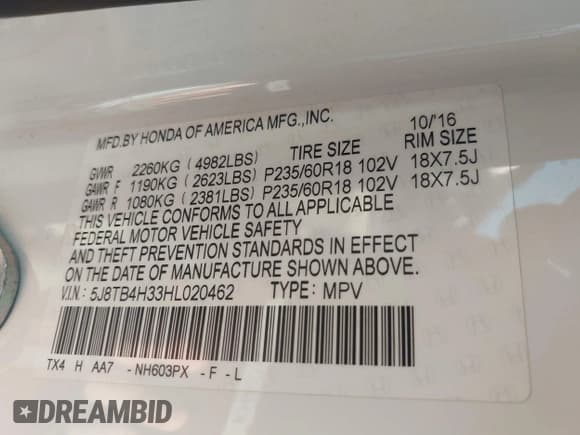 MFD.BY HONDA OF AMERICA MFG.,INC. 10/'16
GVWR 2260KG ( 4982LBS) TIRE SIZE RIM SIZE
GAWR F 1190KG ( 2623LBS) P235/60R18 102V 18X7.5J
GAWR R 1080KG ( 2381LBS) P235/60R18 102V 18X7.5J
THIS VEHICLE CONFORMS TO ALL APPLICABLE
FEDERAL MOTOR VEHICLE SAFETY
AND THEFT PREVENTION STANDARDS IN EFFECT
ON THE DATE OF MANUFACTURE SHOWN ABOVE.
V.I.N.: 5J8TB4H33HL020462 TYPE: MPV
TX4 H AA7 - NH603PX - F - L
DREAMBID